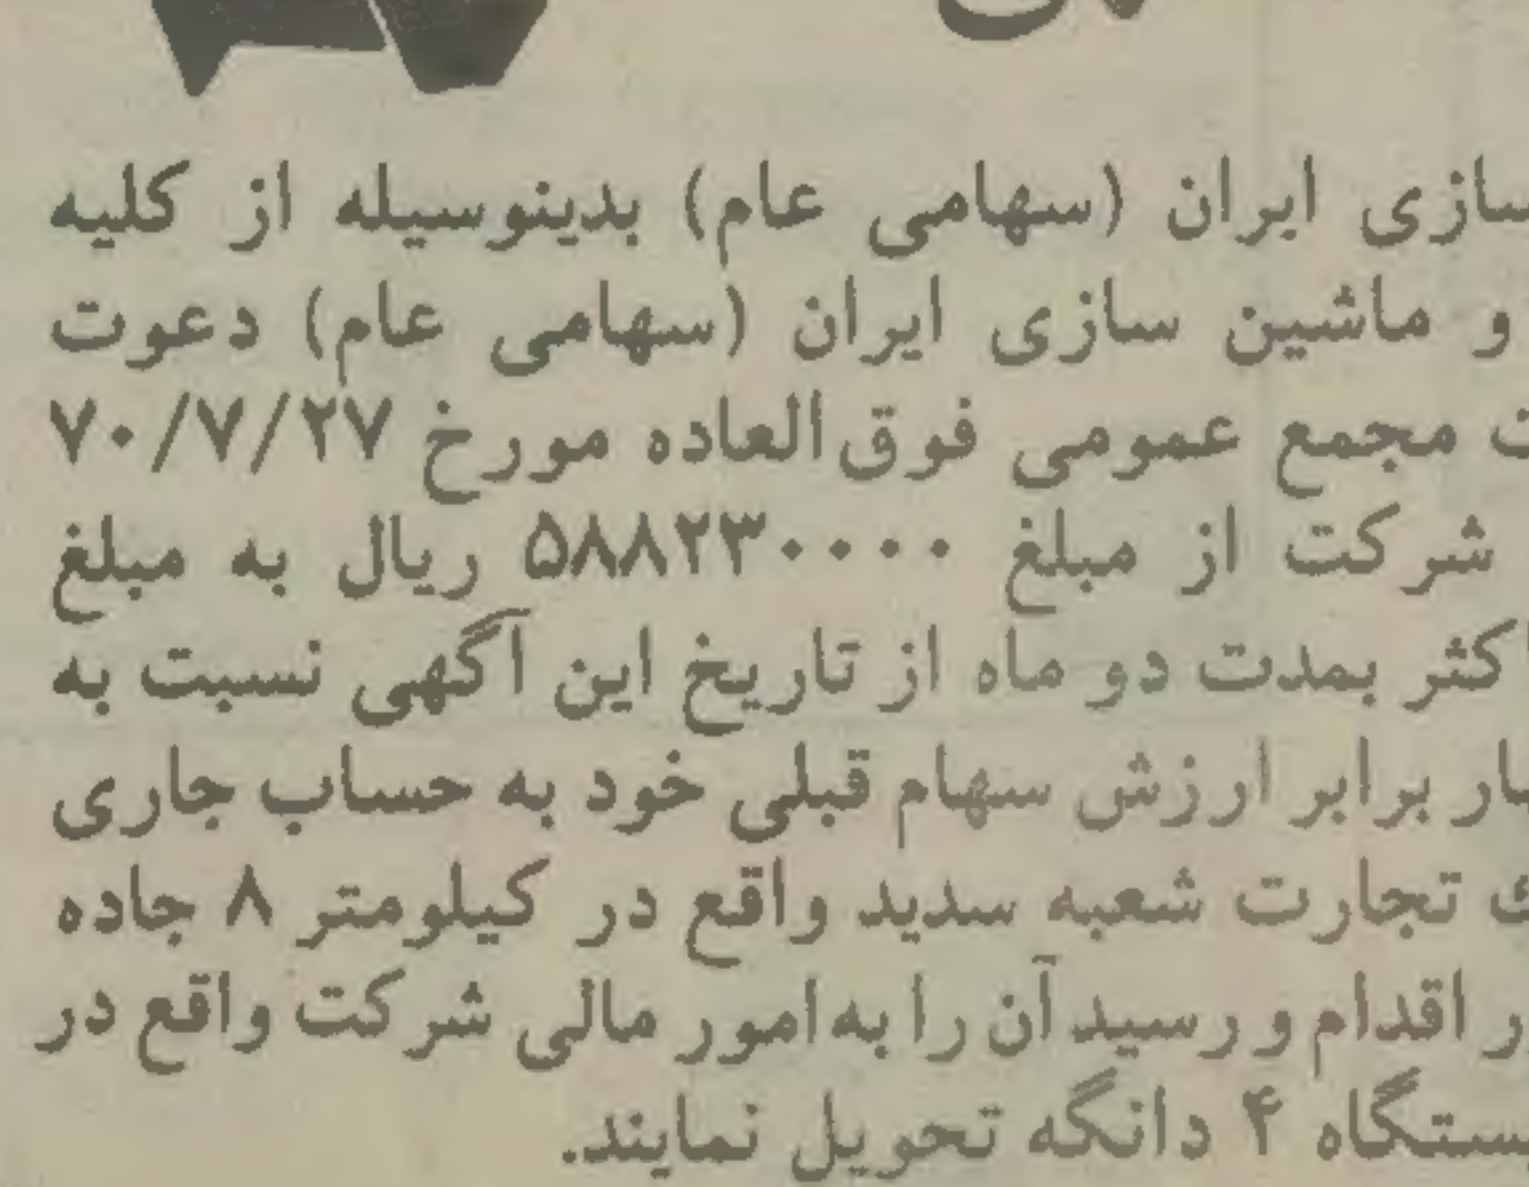 سازی ایران (سهامی عام) بدینوسیله از کلیه
و ماشین سازی ایران (سهامی عام) دعوت
مجمع عمومی فوق‌العاده مورخ ۷۰/۷/۲۷
شرکت از مبلغ ۵۸۸۲۳۰۰۰۰ ریال به مبلغ
بمدت دو ماه از تاریخ این آگهی نسبت به
برابر ارزش سهام قبلی خود به حساب جاری
تجارت شعبه سدید واقع در کیلومتر ۸ جاده
اقدام و رسید آن را به امور مالی شرکت واقع در
۴ دانگه تحویل نمایند.